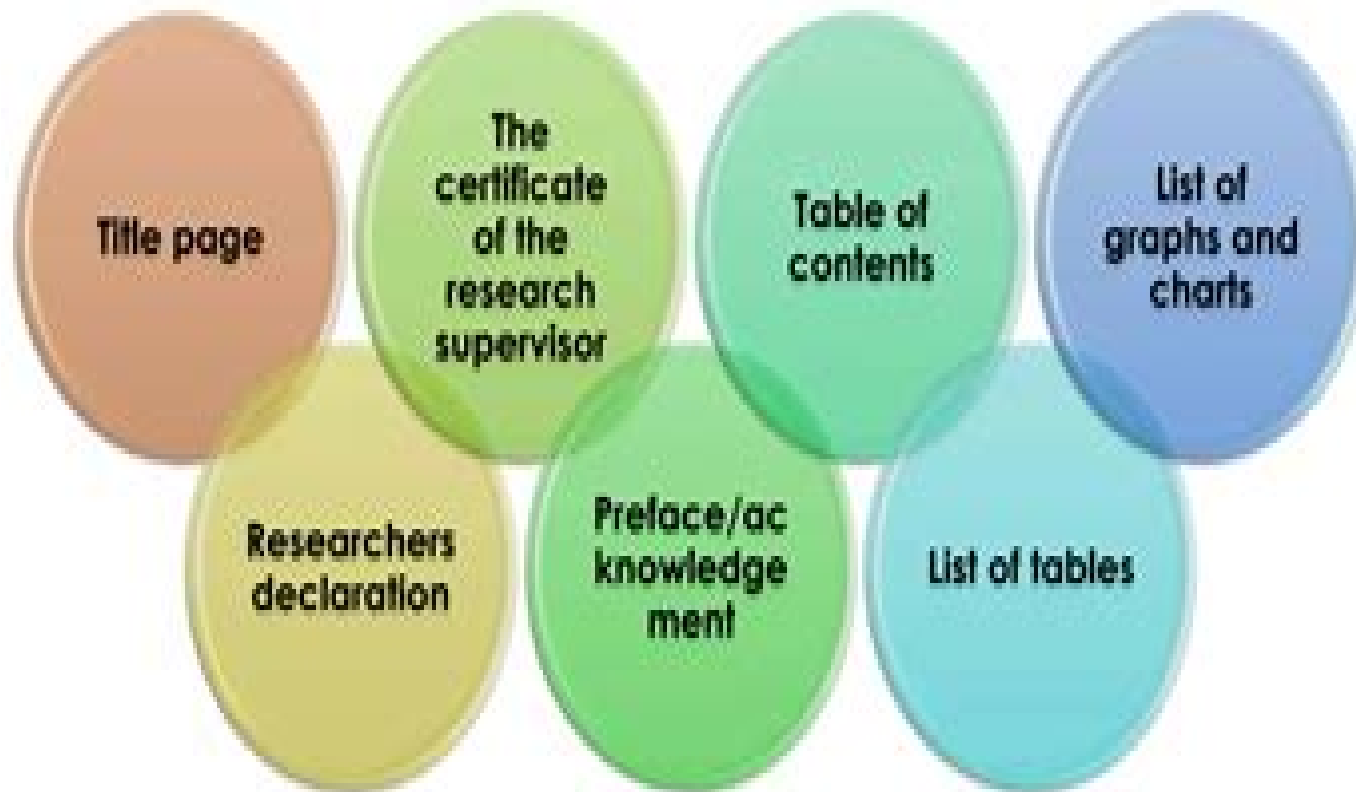 Title page
Researchers
declaration
The
certificate
of the
research
supervisor
Preface/ac
knowledge
ment
Table of
contents
List of tables
List of
graphs and
charts